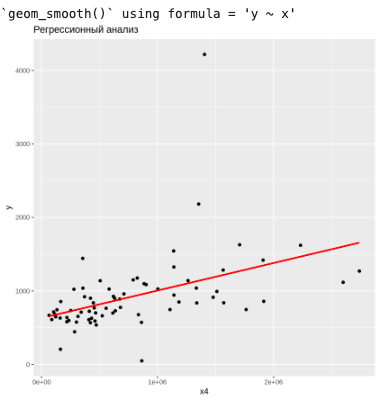 `geom_smooth()` using formula = 'y ~ x'
Регрессионный анализ
4000
3000
2000
1000
0
y
0e+00 1e+06 2e+06
x4